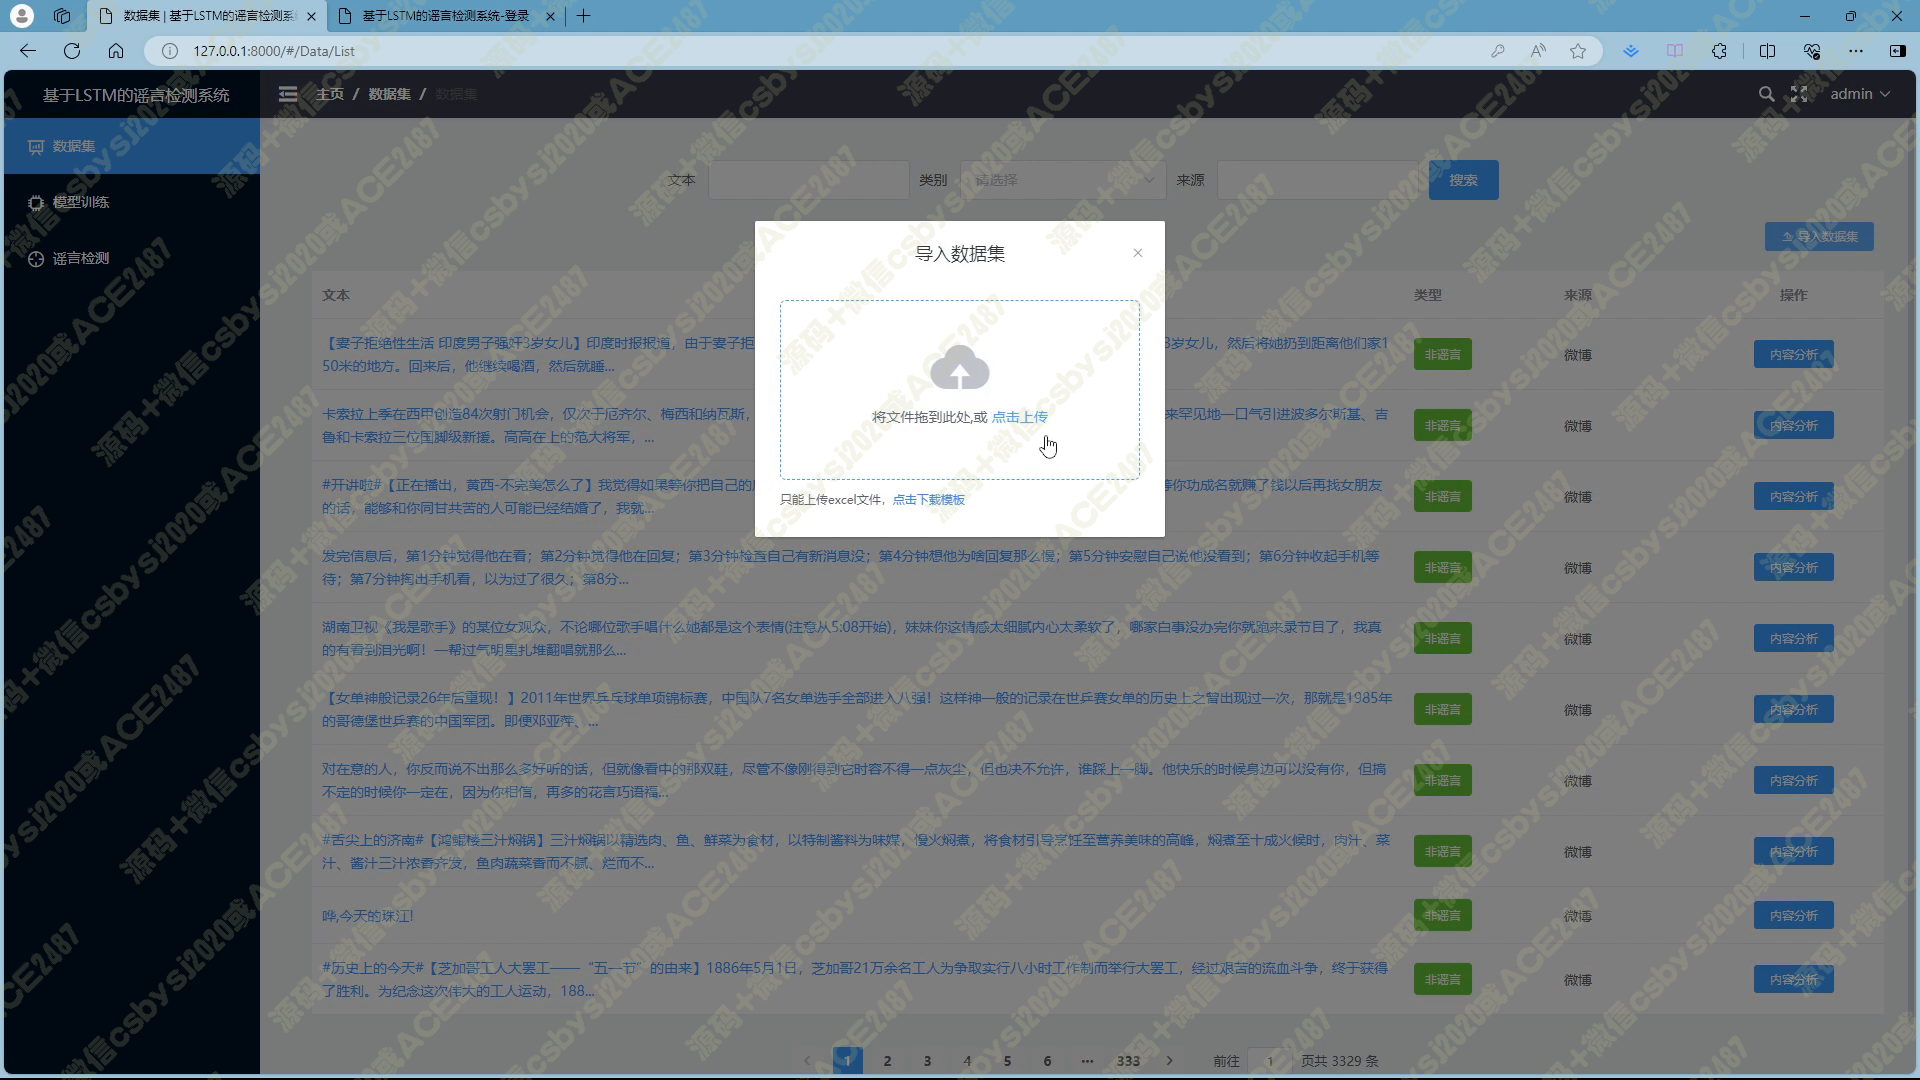 数据集 | 基于LSTM的谣言检测系统
基于LSTM的谣言检测系统-登录
127.0.0.1:8000/#/Data/List
基于LSTM的谣言检测系统
主页 / 数据集 / 数据集
admin
数据集
模型训练
谣言检测
文本
类别 请选择
来源
搜索
导入数据集
导入数据集
将文件拖到此处,或 点击上传
只能上传excel文件，点击下载模板
文本 类型 来源 操作
【妻子拒绝性生活 印度男子强奸3岁女儿】印度时报报道，由于妻子拒
3岁女儿，然后将她扔到距离他们家1
50米的地方。回来后，他继续喝酒，然后就睡...
非谣言 微博 内容分析
卡索拉上季在西甲创造84次射门机会，仅次于厄齐尔、梅西和纳瓦斯，
来罕见地一口气引进波多尔斯基、吉
鲁和卡索拉三位国脚级新援。高高在上的范大将军，...
非谣言 微博 内容分析
#开讲啦#【正在播出，黄西-不完美怎么了】我觉得如果等你把自己的
等你功成名就赚了钱以后再找女朋友
的话，能够和你同甘共苦的人可能已经结婚了，我就...
非谣言 微博 内容分析
发完信息后，第1分钟觉得他在看；第2分钟觉得他在回复；第3分钟检查自己有新消息没；第4分钟想他为啥回复那么慢；第5分钟安慰自己说他没看到；第6分钟收起手机等
待；第7分钟掏出手机看，以为过了很久；第8分...
非谣言 微博 内容分析
湖南卫视《我是歌手》的某位女观众，不论哪位歌手唱什么她都是这个表情(注意从5:08开始)，妹妹你这情感太细腻内心太柔软了，哪家白事没办完你就跑来录节目了，我真
的有看到泪光啊！一帮过气明星扎堆翻唱就那么...
非谣言 微博 内容分析
【女单神般记录26年后重现！】2011年世界乒乓球单项锦标赛，中国队7名女单选手全部进入八强！这样神一般的记录在世乒赛女单的历史上之曾出现过一次，那就是1985年
的哥德堡世乒赛的中国军团。即便邓亚萍、...
非谣言 微博 内容分析
对在意的人，你反而说不出那么多好听的话，但就像看中的那双鞋，尽管不像刚得到它时容不得一点灰尘，但也决不允许，谁踩上一脚。他快乐的时候身边可以没有你，但搞
不定的时候你一定在，因为你相信，再多的花言巧语福...
非谣言 微博 内容分析
#舌尖上的济南#【鸿鲲楼三汁焖锅】三汁焖锅以精选肉、鱼、鲜菜为食材，以特制酱料为味媒，慢火焖煮，将食材引导烹饪至营养美味的高峰，焖煮至十成火候时，肉汁、菜
汁、酱汁三汁浓香齐发，鱼肉蔬菜香而不腻、烂而不...
非谣言 微博 内容分析
哗,今天的珠江!
非谣言 微博 内容分析
#历史上的今天#【芝加哥工人大罢工——“五一节”的由来】1886年5月1日，芝加哥21万余名工人为争取实行八小时工作制而举行大罢工，经过艰苦的流血斗争，终于获得
了胜利。为纪念这次伟大的工人运动，188...
非谣言 微博 内容分析
1 2 3 4 5 6 ... 333 前往 1 页共 3329 条
源码+微信csbysj2020或ACE2487